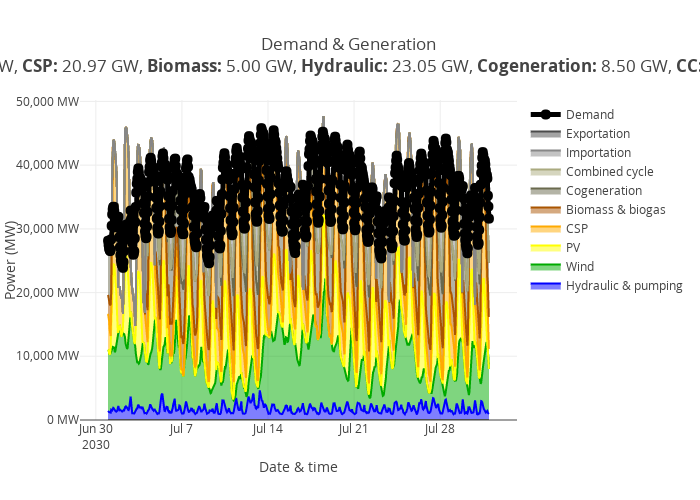 Demand & Generation
W, CSP: 20.97 GW, Biomass: 5.00 GW, Hydraulic: 23.05 GW, Cogeneration: 8.50 GW, CC:
50,000 MW
40,000 MW
30,000 MW
20,000 MW
10,000 MW
0 MW
Power (MW)
Jun 30
2030
Jul 7
Jul 14
Jul 21
Jul 28
Date & time
Demand
Exportation
Importation
Combined cycle
Cogeneration
Biomass & biogas
CSP
PV
Wind
Hydraulic & pumping